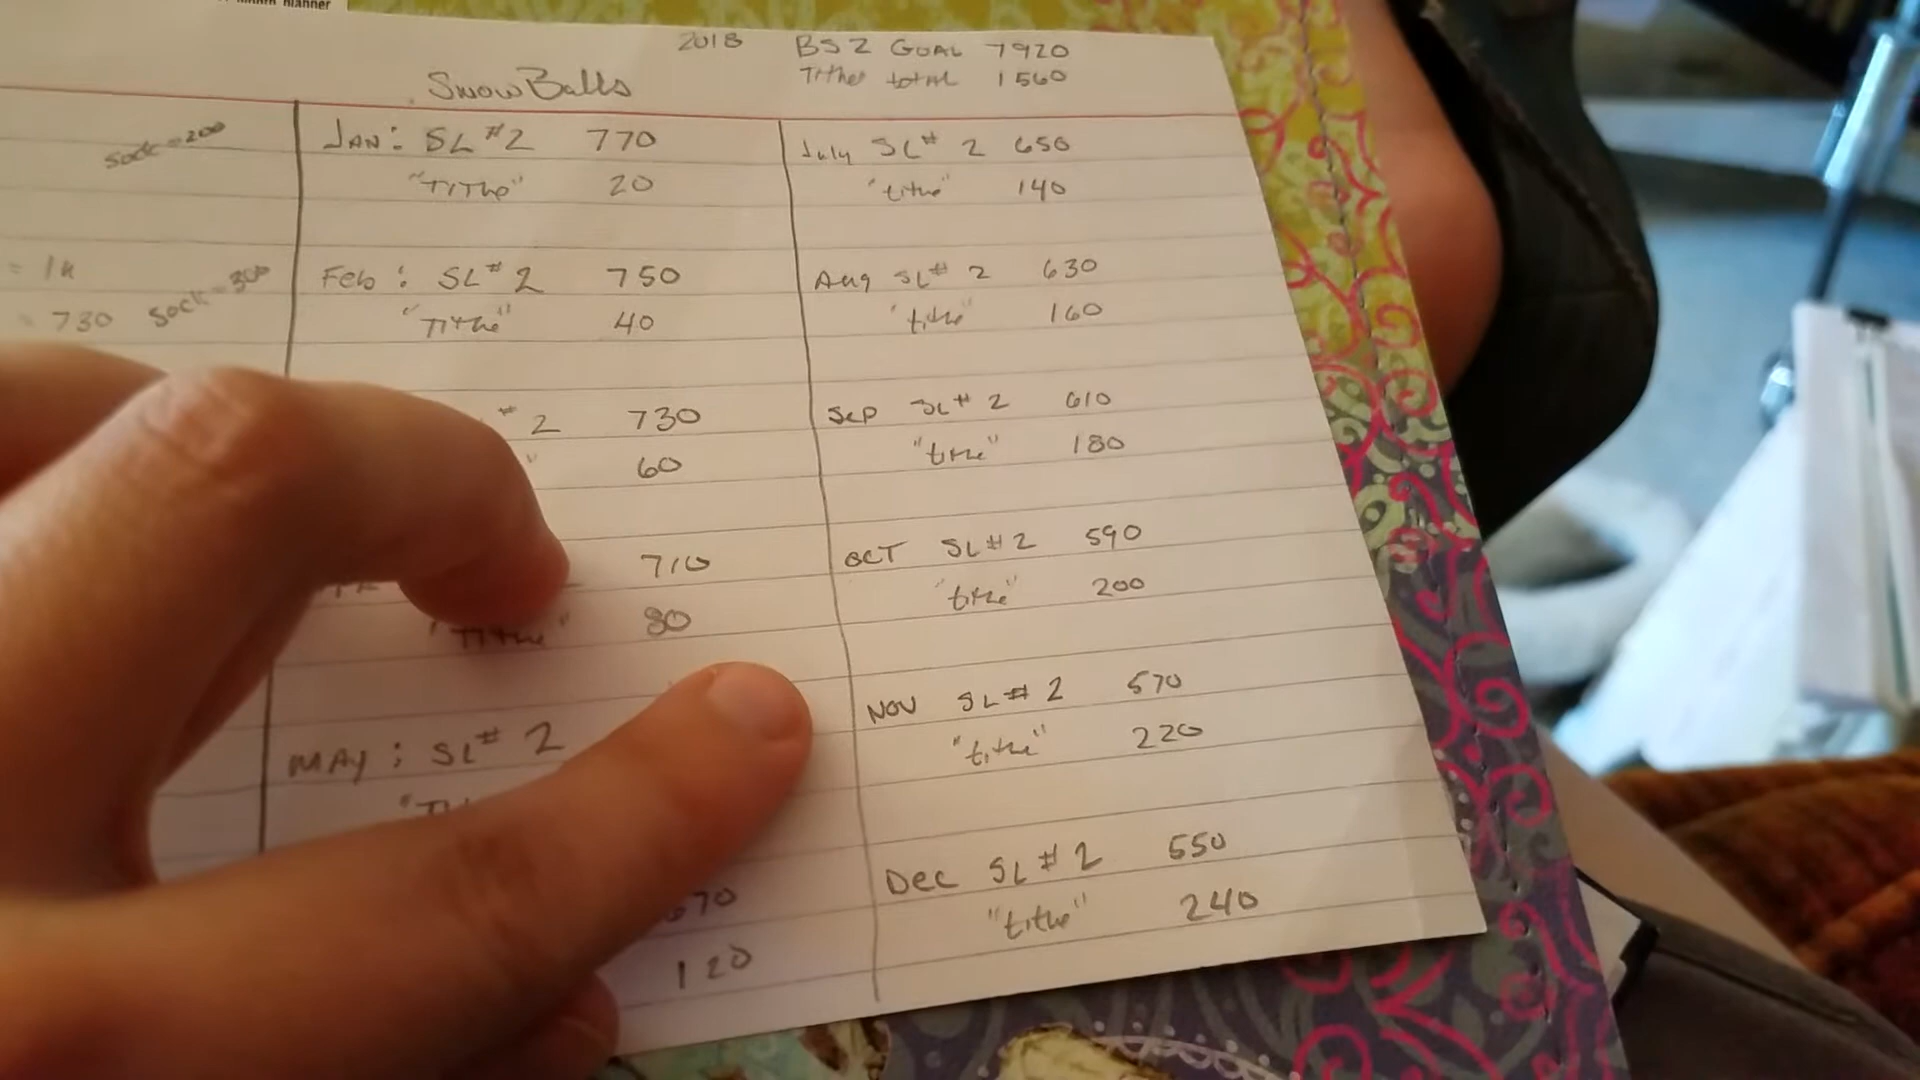 planner
2018 BS2 GOAL 7920
Tithes total 1560
SnowBalls
sock = 200
= 1k
= 730 sock = 300
JAN: SL #2 770
"TITHe" 20
Feb: SL #2 750
"TITHe" 40
# 2 730
" 60
710
"TITHe" 80
MAY: SL # 2
670
120
July SL# 2 650
"tithe" 140
Aug SL# 2 630
"tithe" 160
Sep SL# 2 610
"tithe" 180
OCT SL#2 590
"tithe" 200
NOV SL# 2 570
"tithe" 220
Dec SL # 2 550
"tithe" 240